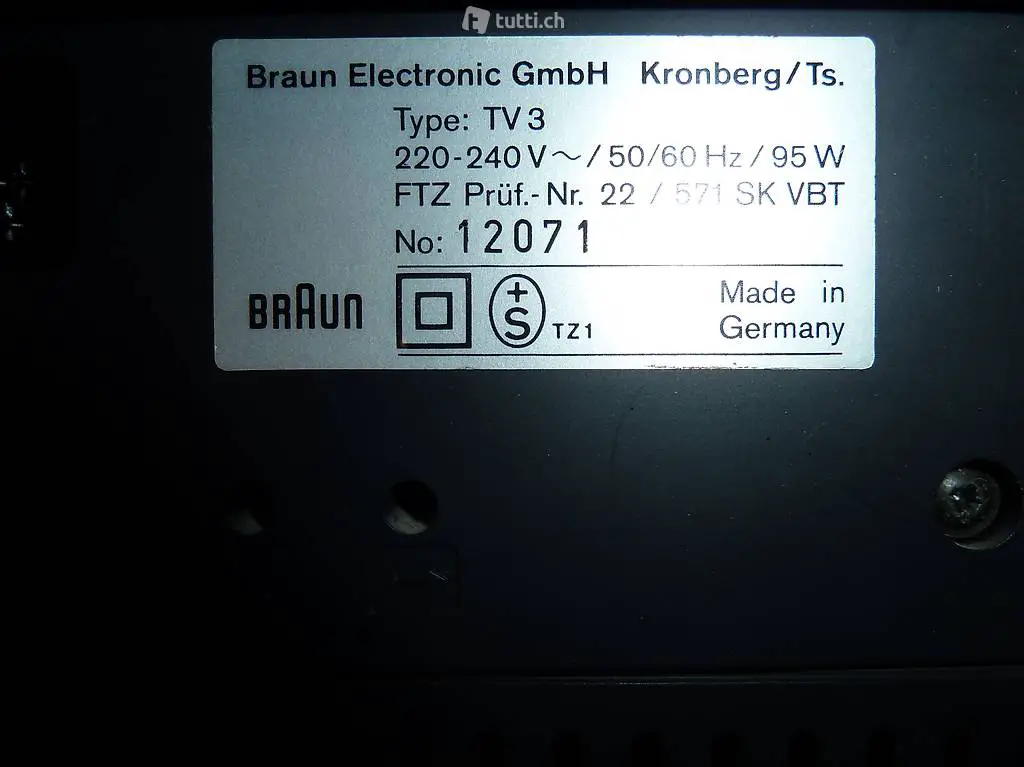 tutti.ch
Braun Electronic GmbH Kronberg/Ts.
Type: TV 3
220-240 V~/50/60 Hz/95 W
FTZ Prüf.-Nr. 22 / 571 SK VBT
No: 12071
BRAUN
+
S TZ1
Made in
Germany